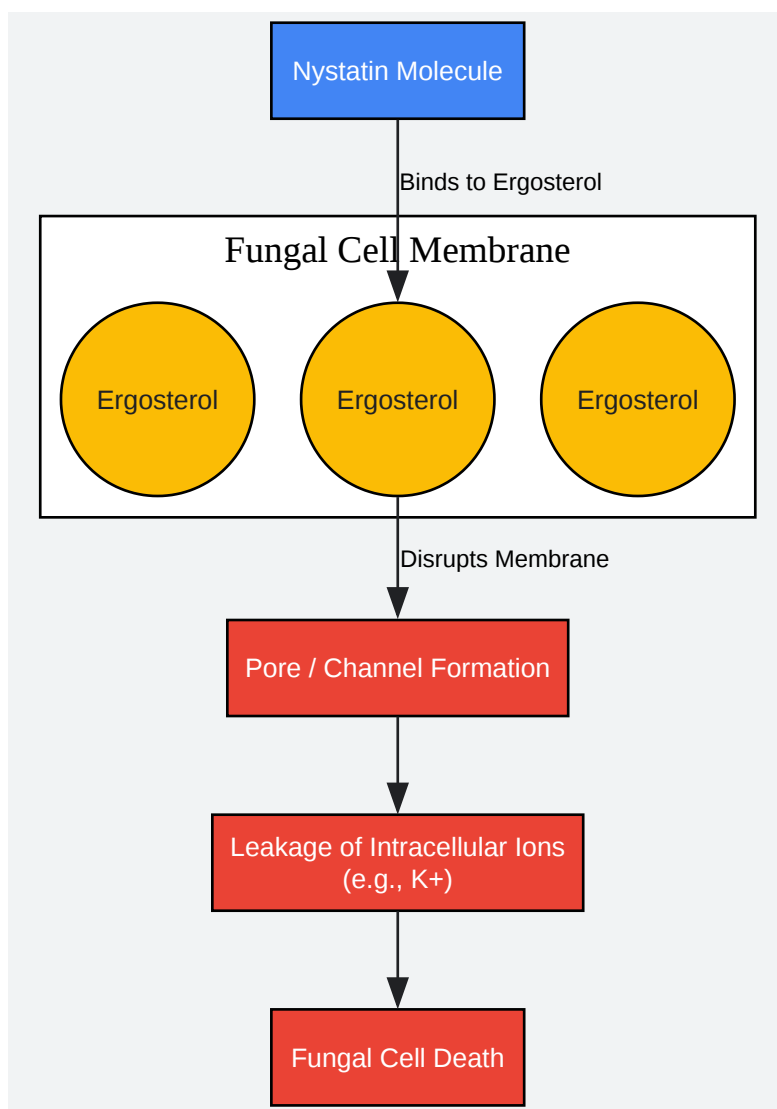 Nystatin Molecule
Binds to Ergosterol
Fungal Cell Membrane
Ergosterol
Ergosterol
Ergosterol
Disrupts Membrane
Pore / Channel Formation
Leakage of Intracellular Ions
(e.g., K+)
Fungal Cell Death